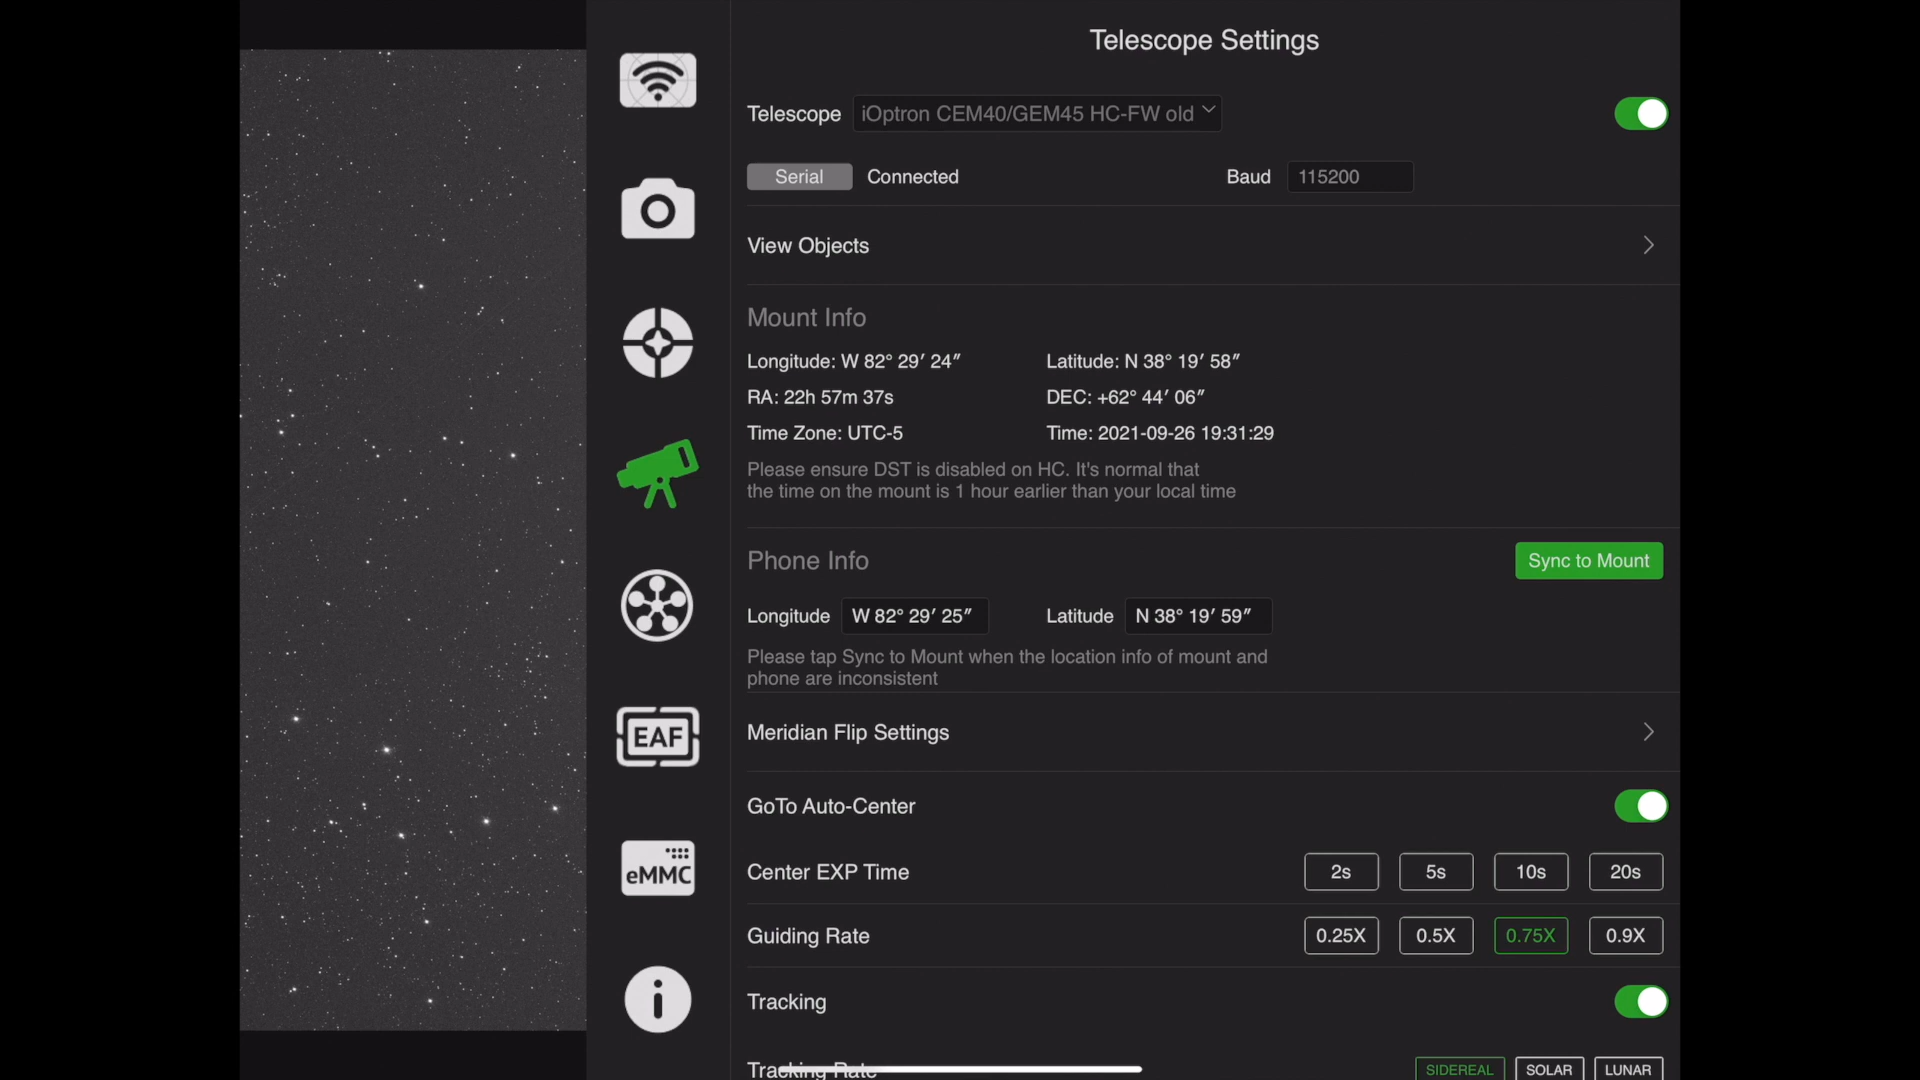 Telescope Settings
Telescope iOptron CEM40/GEM45 HC-FW old
Serial Connected Baud 115200
View Objects
Mount Info
Longitude: W 82° 29′ 24″ Latitude: N 38° 19′ 58″
RA: 22h 57m 37s DEC: +62° 44′ 06″
Time Zone: UTC-5 Time: 2021-09-26 19:31:29
Please ensure DST is disabled on HC. It's normal that
the time on the mount is 1 hour earlier than your local time
Phone Info Sync to Mount
Longitude W 82° 29′ 25″ Latitude N 38° 19′ 59″
Please tap Sync to Mount when the location info of mount and
phone are inconsistent
EAF
Meridian Flip Settings
GoTo Auto-Center
eMMC
Center EXP Time 2s 5s 10s 20s
Guiding Rate 0.25X 0.5X 0.75X 0.9X
Tracking
Tracking Rate SIDEREAL SOLAR LUNAR